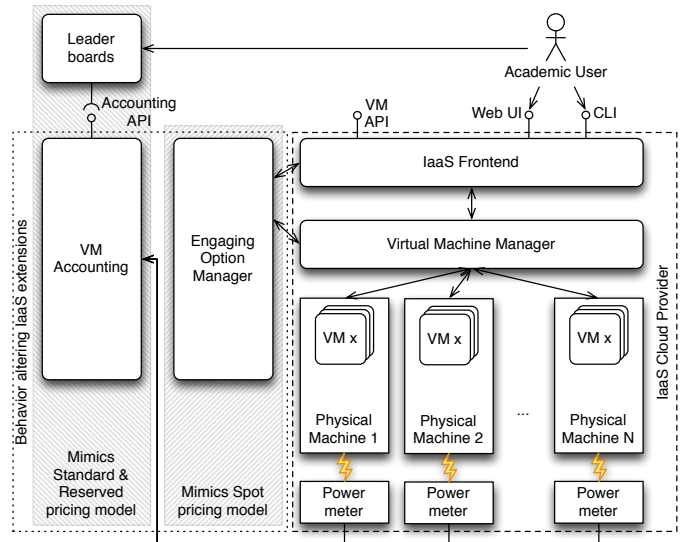 Leader
boards
Academic User
Accounting
API
VM
API
Web UI
CLI
Behavior altering IaaS extensions
VM
Accounting
Engaging
Option
Manager
IaaS Frontend
Virtual Machine Manager
IaaS Cloud Provider
VM x
VM x
VM x
Physical
Machine 1
Physical
Machine 2
...
Physical
Machine N
Mimics
Standard &
Reserved
pricing model
Mimics Spot
pricing model
Power
meter
Power
meter
Power
meter